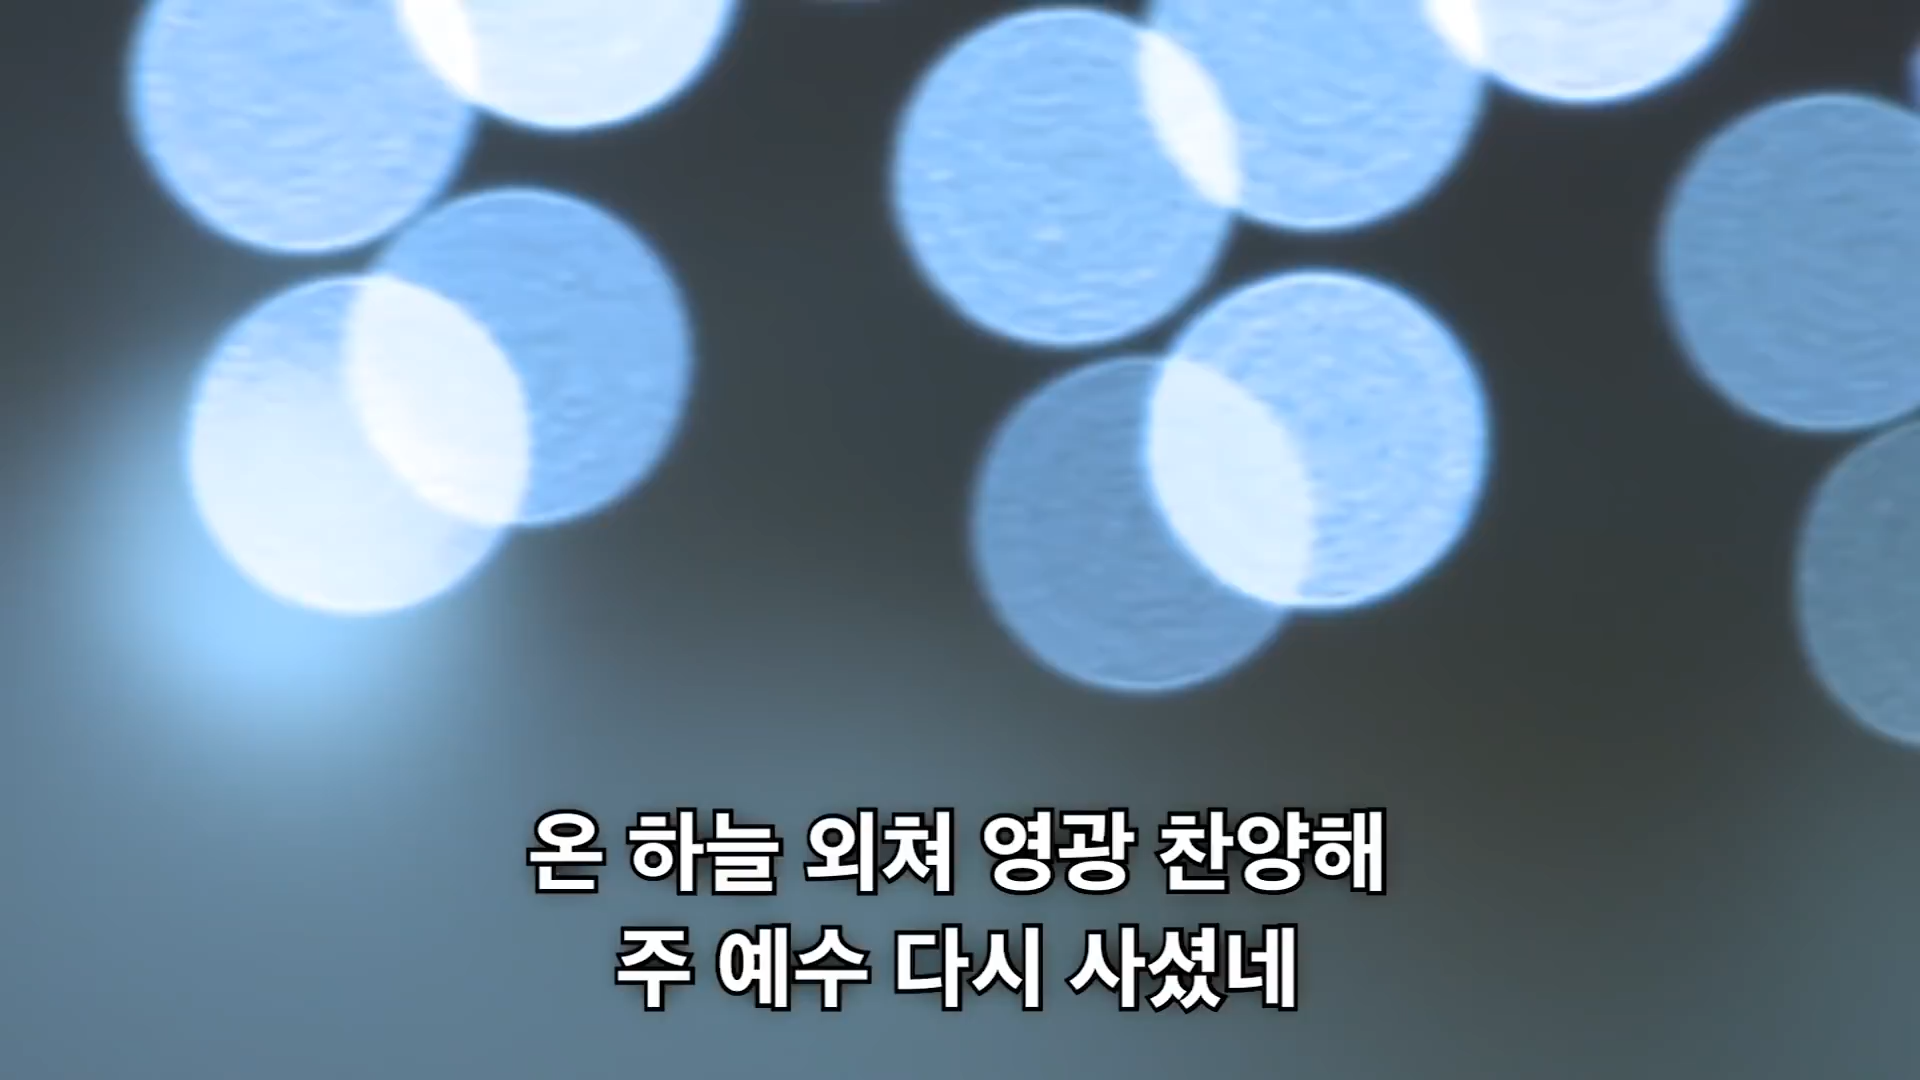 온 하늘 외쳐 영광 찬양해
주 예수 다시 사셨네